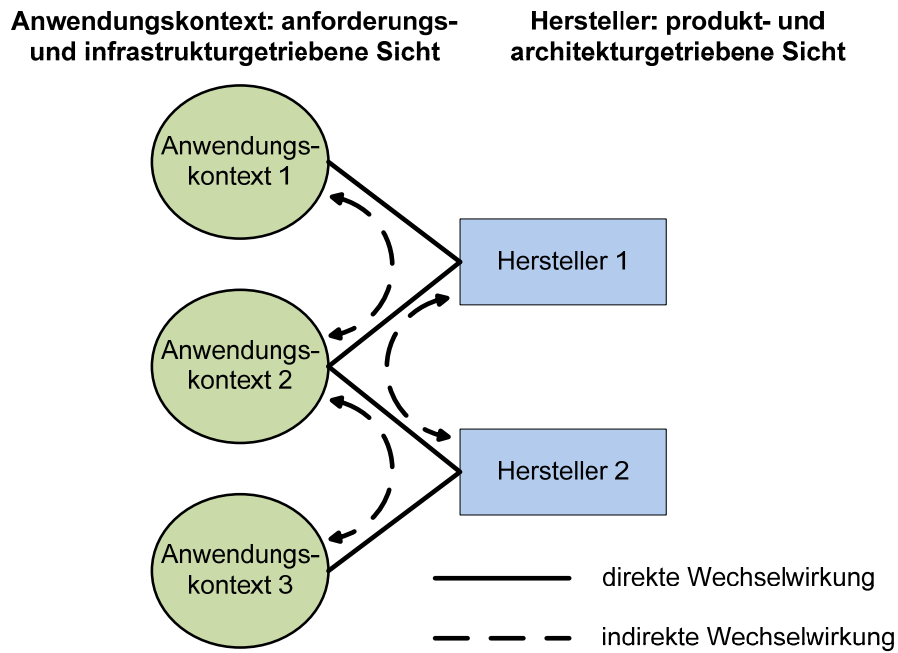 Anwendungskontext: anforderungs-
und infrastrukturgetriebene Sicht
Hersteller: produkt- und
architekturgetriebene Sicht
Anwendungs-
kontext 1
Hersteller 1
Anwendungs-
kontext 2
Hersteller 2
Anwendungs-
kontext 3
direkte Wechselwirkung
indirekte Wechselwirkung